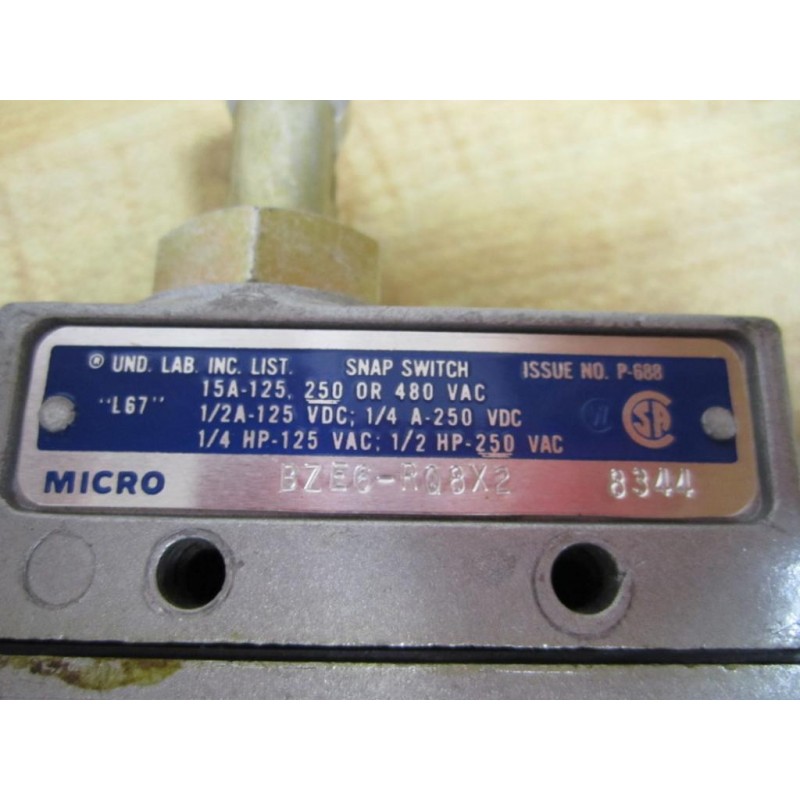 ® UND. LAB. INC. LIST. SNAP SWITCH ISSUE NO. P-688
15A-125, 250 OR 480 VAC
"L67" 1/2A-125 VDC; 1/4 A-250 VDC
1/4 HP-125 VAC; 1/2 HP-250 VAC
SA
MICRO BZE6-RQ8X2 8344